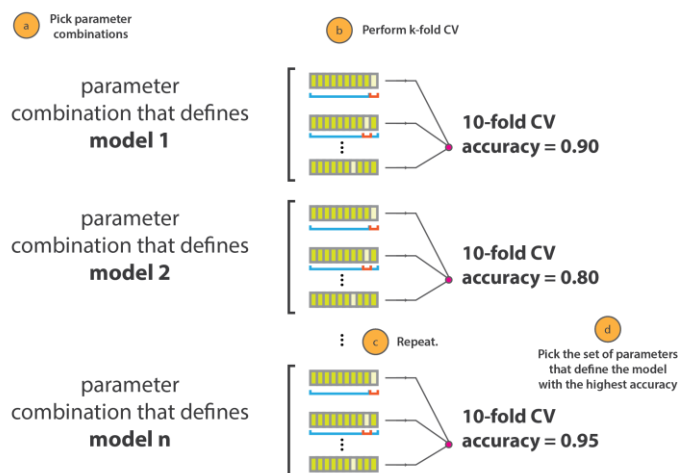 a
Pick parameter
combinations
b
Perform k-fold CV
parameter
combination that defines
model 1
10-fold CV
accuracy = 0.90
parameter
combination that defines
model 2
10-fold CV
accuracy = 0.80
c
Repeat.
d
Pick the set of parameters
that define the model
with the highest accuracy
parameter
combination that defines
model n
10-fold CV
accuracy = 0.95